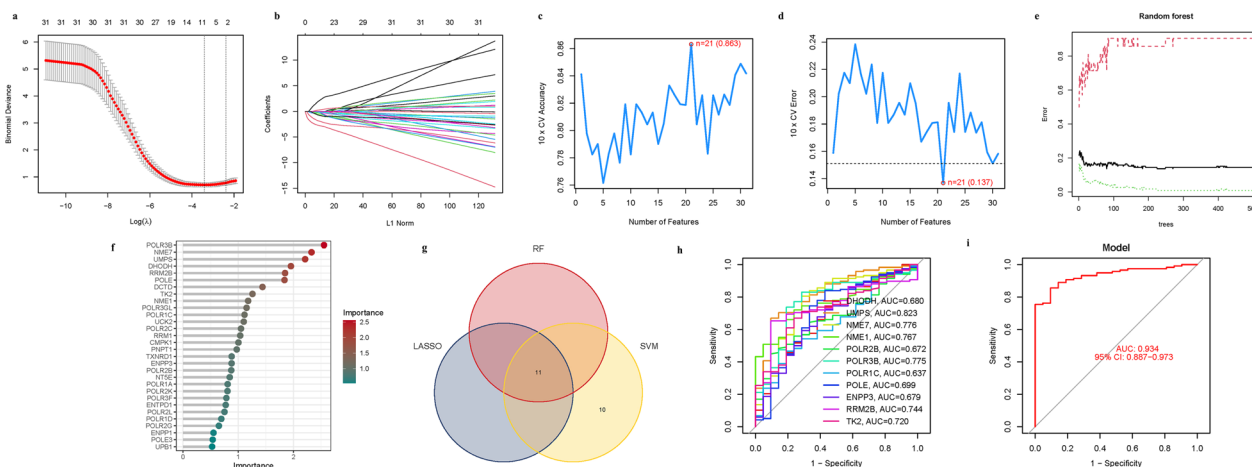 a
31 31 31 31 31 30 27 19 14 11 5 2
Binomial Deviance
6
5
4
3
2
1
−10 −8 −6 −4 −2
Log(λ)
b
0 23 29 31 30 31 31
Coefficients
10
5
0
−5
−10
−15
0 20 40 60 80 100 120
L1 Norm
c
10 x CV Accuracy
0.86
0.84
0.82
0.80
0.78
0.76
n=21 (0.863)
0 5 10 15 20 25 30
Number of Features
d
10 x CV Error
0.24
0.22
0.20
0.18
0.16
0.14
n=21 (0.137)
0 5 10 15 20 25 30
Number of Features
e
Random forest
Error
0.8
0.6
0.4
0.2
0.0
0 100 200 300 400 500
trees
f
POLR3B
NME7
UMPS
DHODH
RRM2B
POLE
DCTD
TK2
NME1
POLR3GL
POLR1C
UCK2
POLR2C
RRM1
CMPK1
PNPT1
TXNRD1
ENPP3
POLR2B
NT5E
POLR1A
POLR2K
POLR3F
ENTPD1
POLR2L
POLR1D
POLR2G
ENPP1
POLE3
UPB1
0 1 2
Importance
Importance
2.5
2.0
1.5
1.0
g
RF
LASSO
SVM
11
10
h
Sensitivity
1.0
0.8
0.6
0.4
0.2
0.0
DHODH, AUC=0.680
UMPS, AUC=0.823
NME7, AUC=0.776
NME1, AUC=0.767
POLR2B, AUC=0.672
POLR3B, AUC=0.775
POLR1C, AUC=0.637
POLE, AUC=0.699
ENPP3, AUC=0.679
RRM2B, AUC=0.744
TK2, AUC=0.720
0.0 0.2 0.4 0.6 0.8 1.0
1 − Specificity
i
Model
Sensitivity
1.0
0.8
0.6
0.4
0.2
0.0
AUC: 0.934
95% CI: 0.887−0.973
0.0 0.2 0.4 0.6 0.8 1.0
1 − Specificity